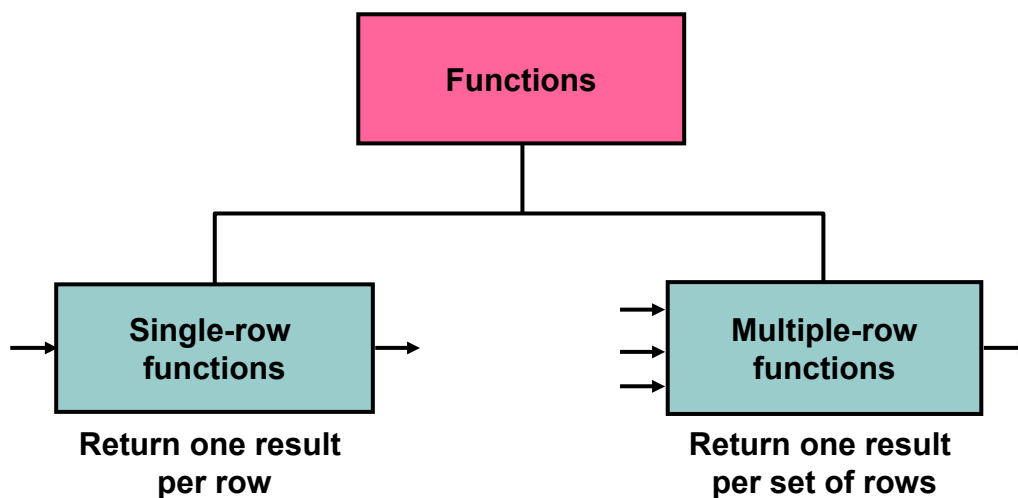 Functions
Single-row
functions
Multiple-row
functions
Return one result
per row
Return one result
per set of rows